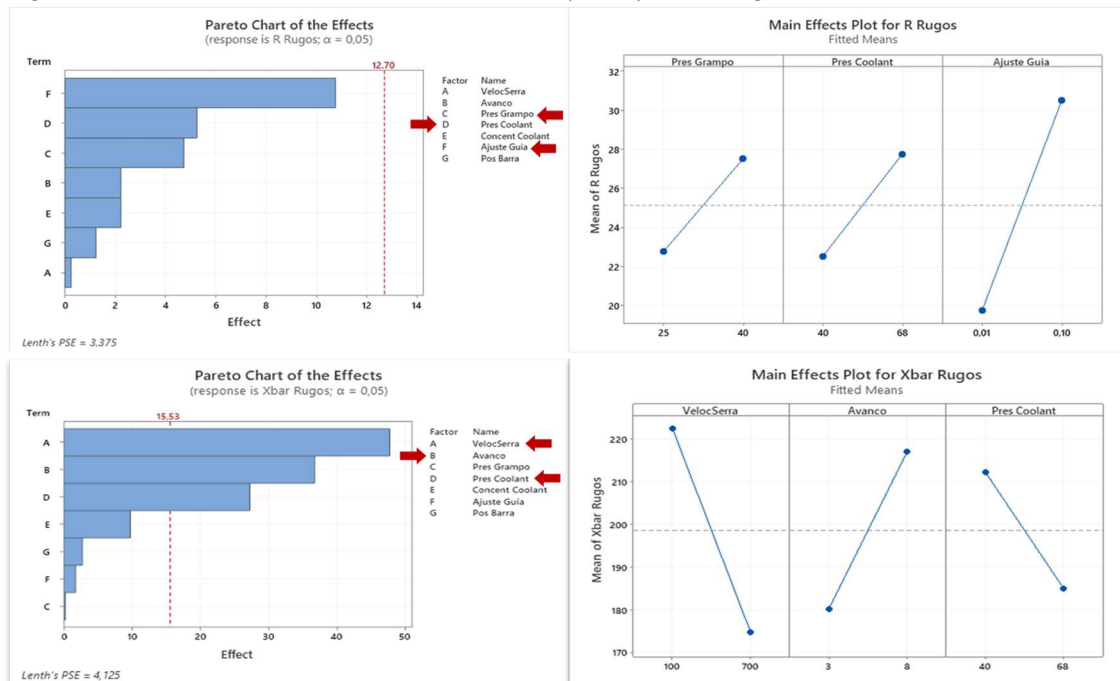 Pareto Chart of the Effects
(response is R Rugos; α = 0,05)
Term
12.70
F
D
C
B
E
G
A
0 2 4 6 8 10 12 14
Effect
Lenth's PSE = 3.375
Factor Name
A VelocSerra
B Avanco
C Pres Grampo
D Pres Coolant
E Concent Coolant
F Ajuste Guia
G Pos Barra
Main Effects Plot for R Rugos
Fitted Means
Pres Grampo Pres Coolant Ajuste Guia
Mean of R Rugos
32
30
28
26
24
22
20
25 40 40 68 0,01 0,10
Pareto Chart of the Effects
(response is Xbar Rugos; α = 0,05)
Term
15,53
A
B
D
E
G
F
C
0 10 20 30 40 50
Effect
Lenth's PSE = 4,125
Factor Name
A VelocSerra
B Avanco
C Pres Grampo
D Pres Coolant
E Concent Coolant
F Ajuste Guia
G Pos Barra
Main Effects Plot for Xbar Rugos
Fitted Means
VelocSerra Avanco Pres Coolant
Mean of Xbar Rugos
220
210
200
190
180
170
100 700 3 8 40 68